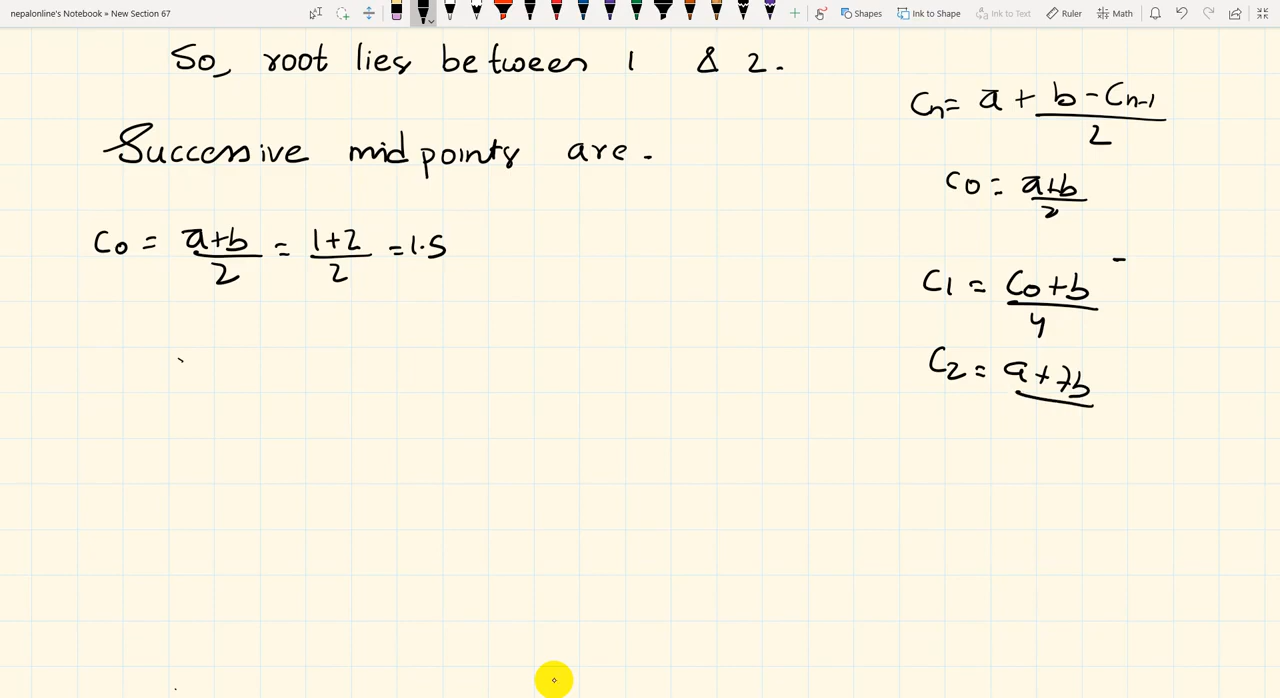 nepalonline's Notebook » New Section 67
Shapes Ink to Shape Ink to Text Ruler Math
So, root lies between 1 & 2.
Successive midpoints are.
C0 = a+b/2 = 1+2/2 = 1.5
Cn = a + b - Cn-1/2
C0 = a+b/2
C1 = C0+b/4
C2 = a+7b